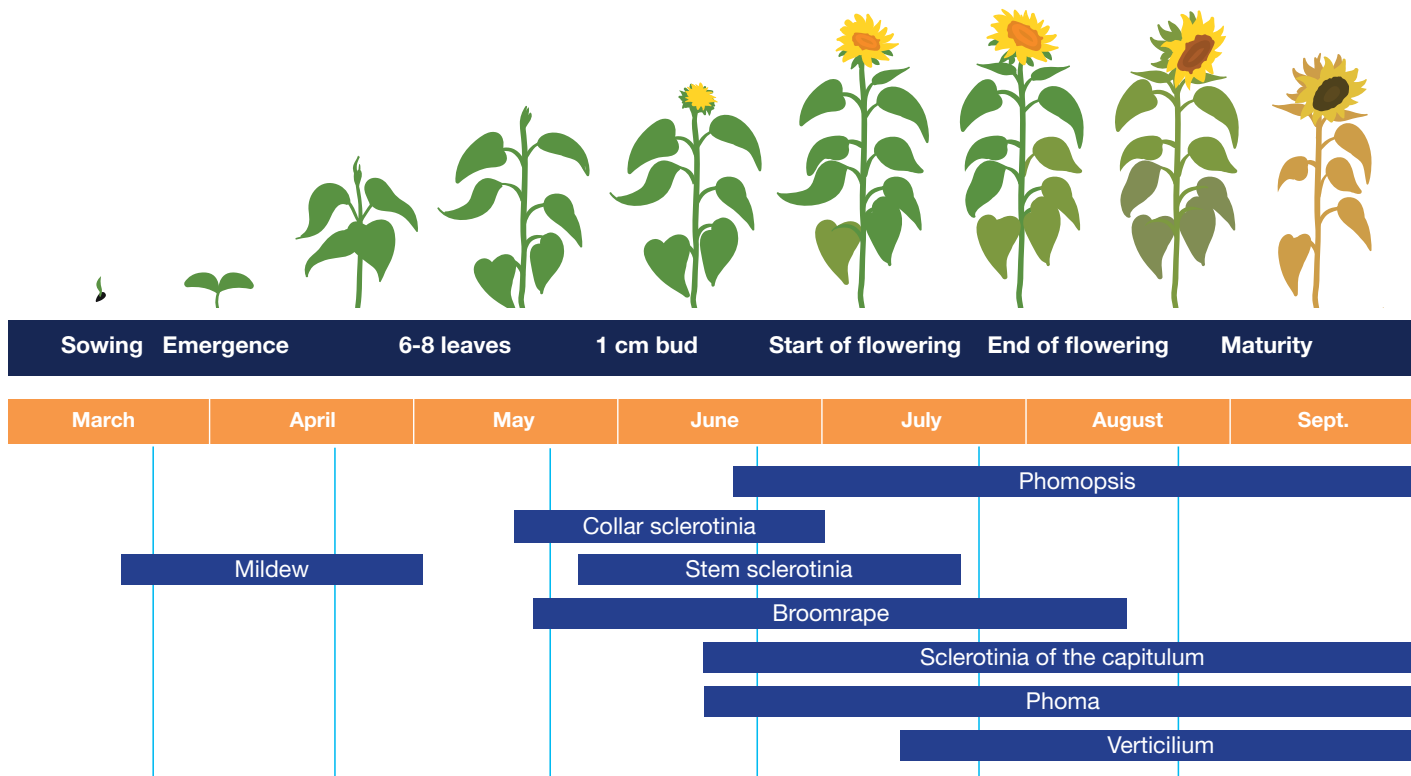 Sowing Emergence 6-8 leaves 1 cm bud Start of flowering End of flowering Maturity
March April May June July August Sept.
Phomopsis
Collar sclerotinia
Mildew Stem sclerotinia
Broomrape
Sclerotinia of the capitulum
Phoma
Verticilium